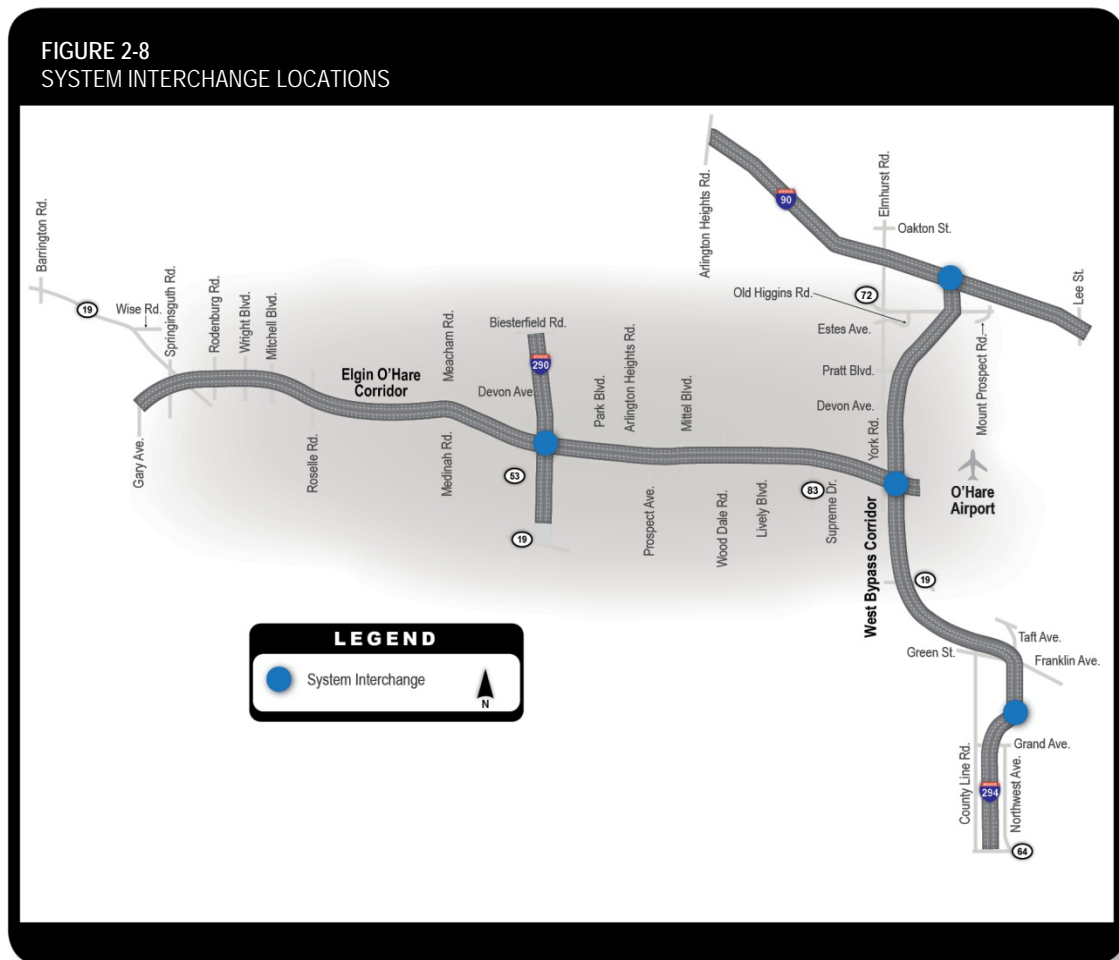 FIGURE 2-8
SYSTEM INTERCHANGE LOCATIONS
Barrington Rd.
19
Wise Rd.
Springinsguth Rd.
Rodenburg Rd.
Wright Blvd.
Mitchell Blvd.
Gary Ave.
Roselle Rd.
Elgin O'Hare
Corridor
Meacham Rd.
Medinah Rd.
Biesterfield Rd.
INTERSTATE
290
Devon Ave.
53
19
Park Blvd.
Arlington Heights Rd.
Mittel Blvd.
Prospect Ave.
Wood Dale Rd.
Lively Blvd.
83
Supreme Dr.
Arlington Heights Rd.
INTERSTATE
90
Elmhurst Rd.
Oakton St.
Lee St.
Old Higgins Rd.
72
Estes Ave.
Mount Prospect Rd.
Pratt Blvd.
Devon Ave.
York Rd.
O'Hare
Airport
West Bypass Corridor
19
Green St.
Taft Ave.
Franklin Ave.
Grand Ave.
County Line Rd.
INTERSTATE
294
Northwest Ave.
64
LEGEND
System Interchange
N